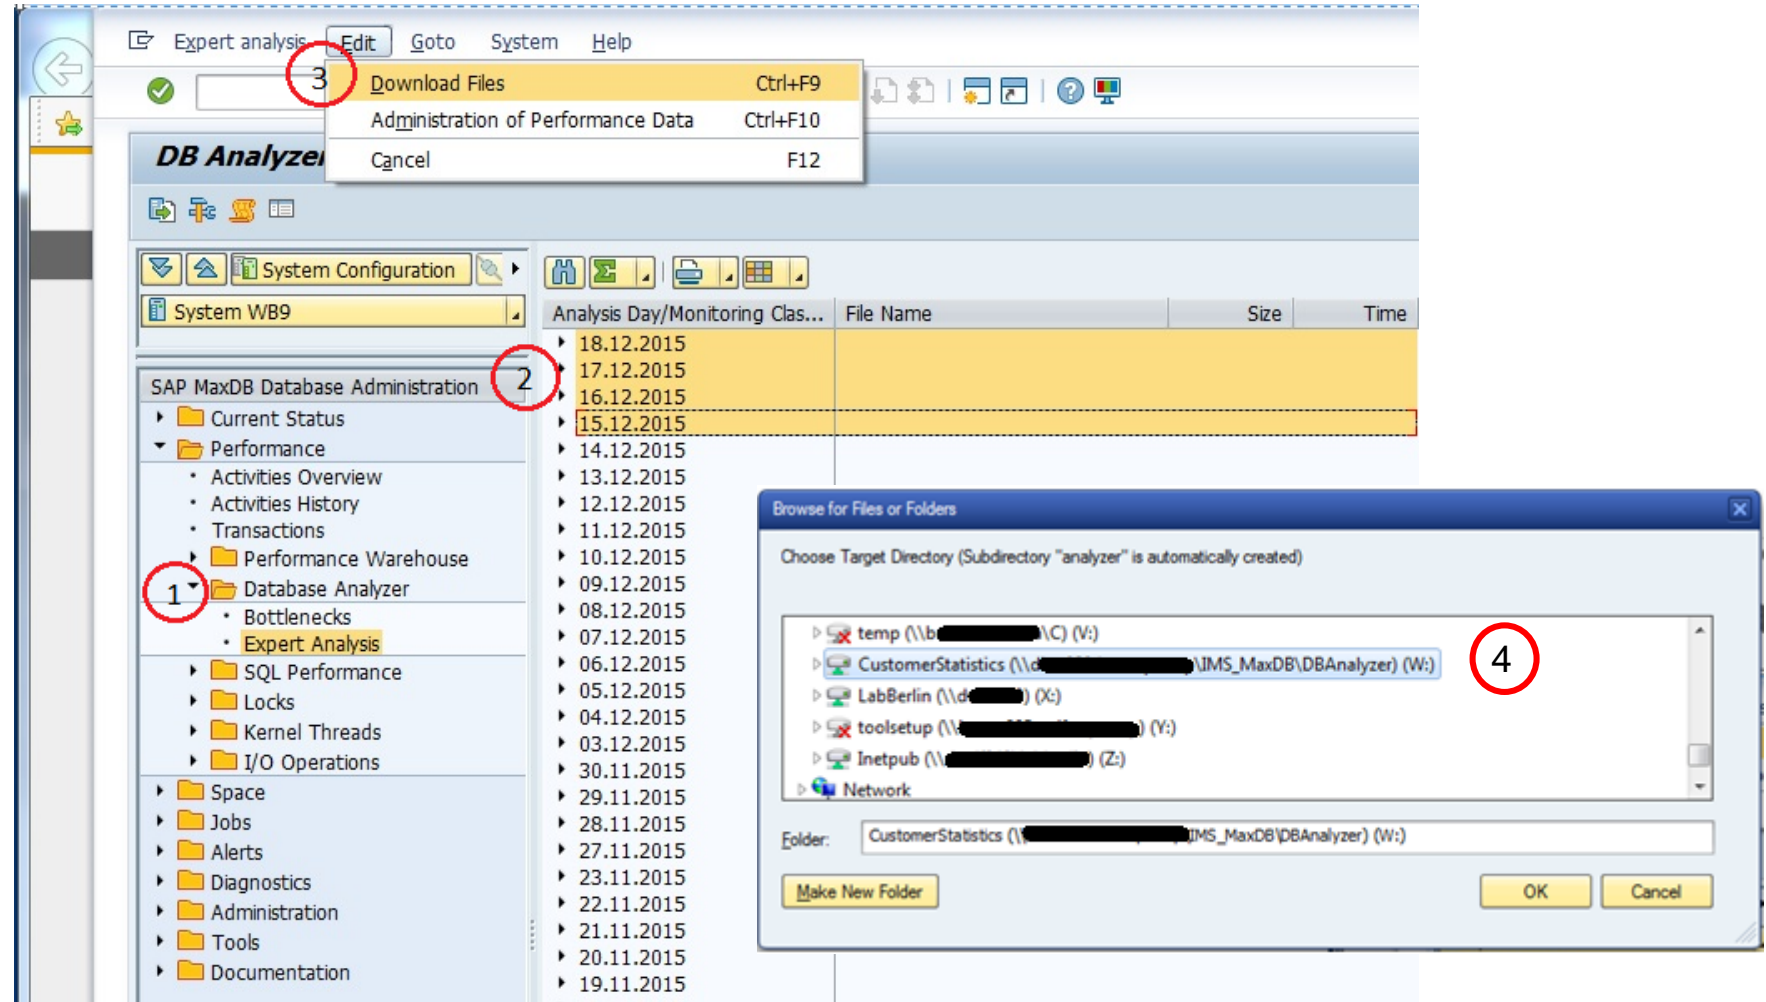 Expert analysis Edit Goto System Help
3
Download Files Ctrl+F9
Administration of Performance Data Ctrl+F10
Cancel F12
DB Analyzer
System Configuration
System WB9
SAP MaxDB Database Administration
2
Current Status
Performance
Activities Overview
Activities History
Transactions
Performance Warehouse
1
Database Analyzer
Bottlenecks
Expert Analysis
SQL Performance
Locks
Kernel Threads
I/O Operations
Space
Jobs
Alerts
Diagnostics
Administration
Tools
Documentation
Analysis Day/Monitoring Clas... File Name Size Time
18.12.2015
17.12.2015
16.12.2015
15.12.2015
14.12.2015
13.12.2015
12.12.2015
11.12.2015
10.12.2015
09.12.2015
08.12.2015
07.12.2015
06.12.2015
05.12.2015
04.12.2015
03.12.2015
30.11.2015
29.11.2015
28.11.2015
27.11.2015
23.11.2015
22.11.2015
21.11.2015
20.11.2015
19.11.2015
Browse for Files or Folders
Choose Target Directory (Subdirectory "analyzer" is automatically created)
temp (\\b \C) (V:)
CustomerStatistics (\\d \IMS_MaxDB\DBAnalyzer) (W:)
4
LabBerlin (\\d ) (X:)
toolsetup (\\ ) (Y:)
Inetpub (\\ ) (Z:)
Network
Folder: CustomerStatistics (\\ IMS_MaxDB\DBAnalyzer) (W:)
Make New Folder OK Cancel